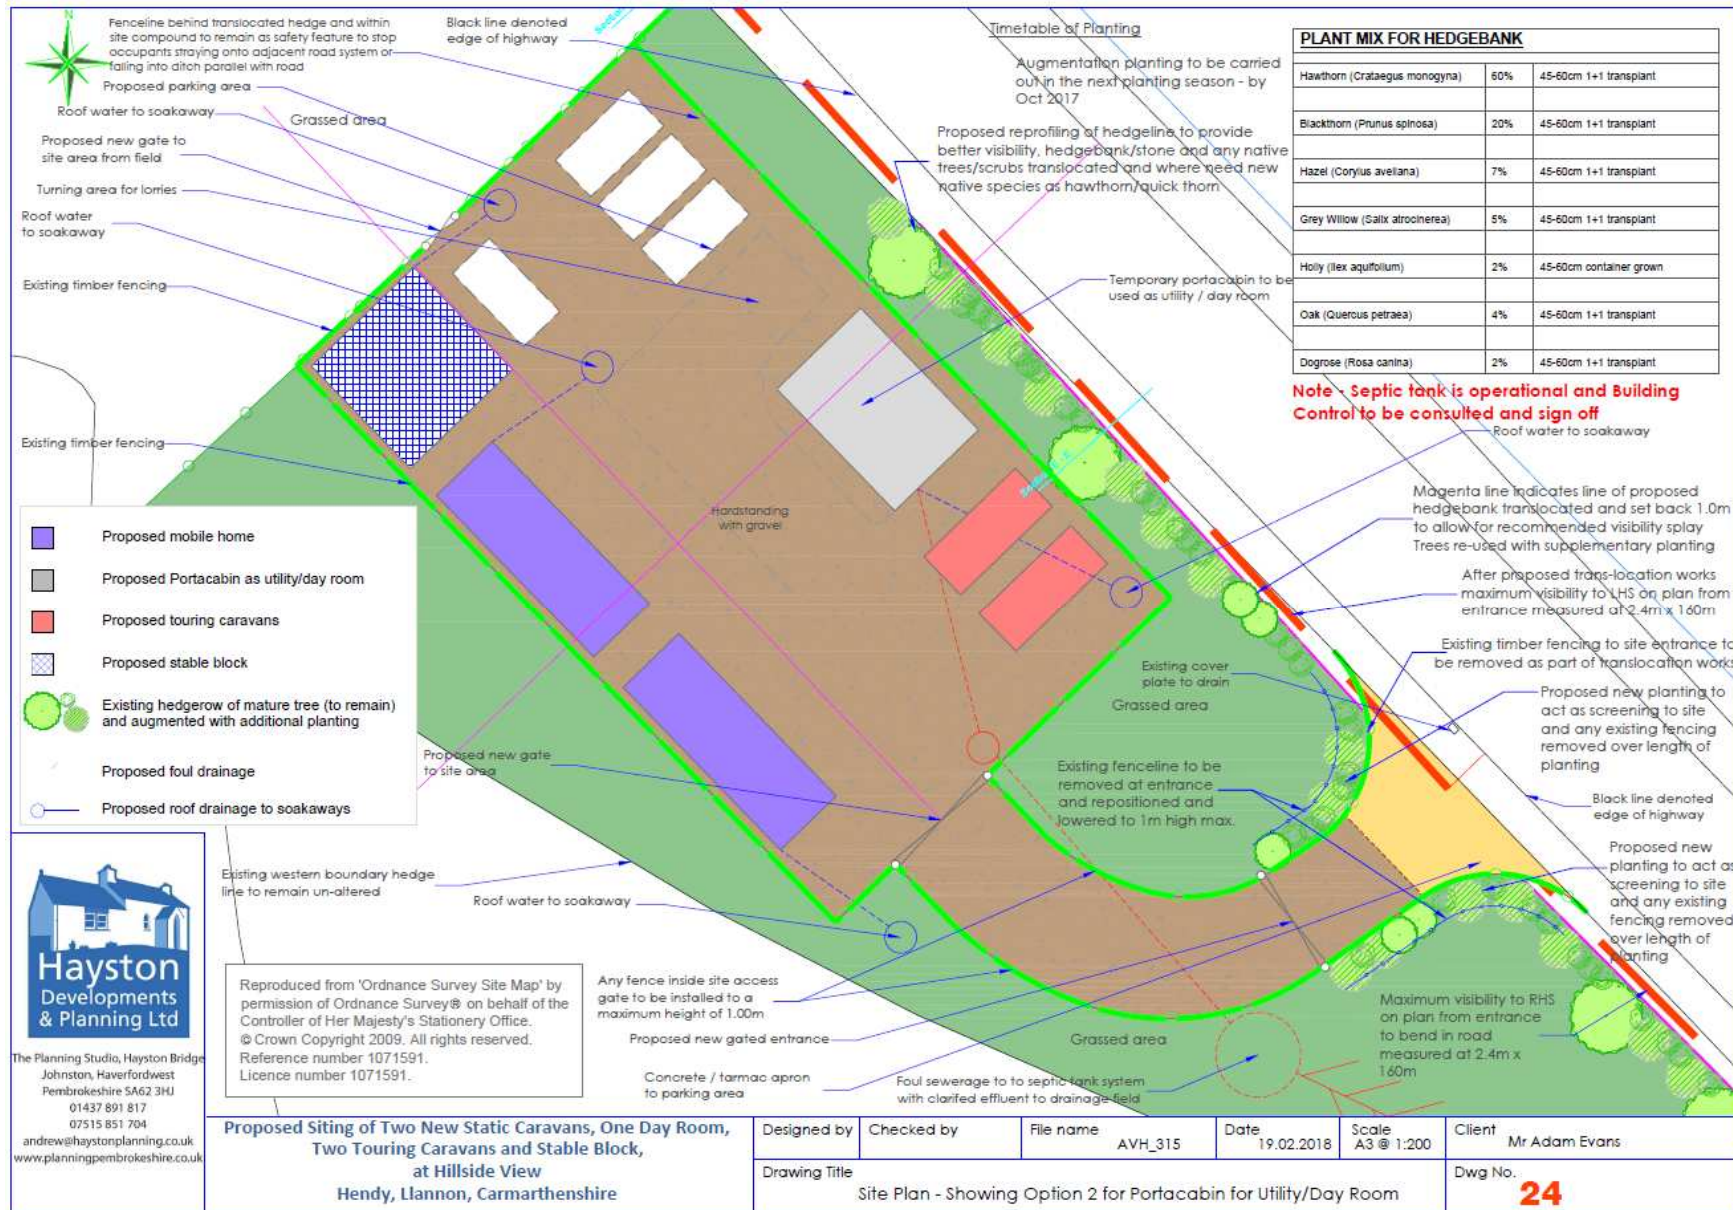 Fenceline behind translocated hedge and within
site compound to remain as safety feature to stop
occupants straying onto adjacent road system or
falling into ditch parallel with road
Proposed parking area
Roof water to soakaway
Grassed area
Proposed new gate to
site area from field
Turning area for lorries
Roof water
to soakaway
Existing timber fencing
Existing timber fencing
Black line denoted
edge of highway
Timetable of Planting
Augmentation planting to be carried
out in the next planting season - by
Oct 2017
Proposed reprofiling of hedgeline to provide
better visibility, hedgebank/stone and any native
trees/scrubs translocated and where need new
native species as hawthorn/quick thorn
Temporary portacabin to be
used as utility / day room
PLANT MIX FOR HEDGEBANK
Hawthorn (Crataegus monogyna) 60% 45-60cm 1+1 transplant
Blackthorn (Prunus spinosa) 20% 45-60cm 1+1 transplant
Hazel (Corylus avellana) 7% 45-60cm 1+1 transplant
Grey Willow (Salix atrocinerea) 5% 45-60cm 1+1 transplant
Holly (Ilex aquifolium) 2% 45-60cm container grown
Oak (Quercus petraea) 4% 45-60cm 1+1 transplant
Dogrose (Rosa canina) 2% 45-60cm 1+1 transplant
Note - Septic tank is operational and Building
Control to be consulted and sign off
Roof water to soakaway
Magenta line indicates line of proposed
hedgebank translocated and set back 1.0m
to allow for recommended visibility splay
Trees re-used with supplementary planting
After proposed trans-location works
maximum visibility to LHS on plan from
entrance measured at 2.4m x 160m
Existing timber fencing to site entrance to
be removed as part of translocation works
Proposed new planting to
act as screening to site
and any existing fencing
removed over length of
planting
Black line denoted
edge of highway
Proposed new
planting to act as
screening to site
and any existing
fencing removed
over length of
planting
Hardstanding
with gravel
Existing cover
plate to drain
Grassed area
Existing fenceline to be
removed at entrance
and repositioned and
lowered to 1m high max.
Maximum visibility to RHS
on plan from entrance
to bend in road
measured at 2.4m x
160m
Grassed area
Proposed mobile home
Proposed Portacabin as utility/day room
Proposed touring caravans
Proposed stable block
Existing hedgerow of mature tree (to remain)
and augmented with additional planting
Proposed foul drainage
Proposed roof drainage to soakaways
Proposed new gate
to site area
Existing western boundary hedge
line to remain un-altered
Roof water to soakaway
Any fence inside site access
gate to be installed to a
maximum height of 1.00m
Proposed new gated entrance
Concrete / tarmac apron
to parking area
Foul sewerage to to septic tank system
with clarifed effluent to drainage field
Reproduced from 'Ordnance Survey Site Map' by
permission of Ordnance Survey® on behalf of the
Controller of Her Majesty's Stationery Office.
© Crown Copyright 2009. All rights reserved.
Reference number 1071591.
Licence number 1071591.
Hayston
Developments
& Planning Ltd
The Planning Studio, Hayston Bridge
Johnston, Haverfordwest
Pembrokeshire SA62 3HJ
01437 891 817
07515 851 704
andrew@haystonplanning.co.uk
www.planningpembrokeshire.co.uk
Proposed Siting of Two New Static Caravans, One Day Room,
Two Touring Caravans and Stable Block,
at Hillside View
Hendy, Llannon, Carmarthenshire
Designed by
Checked by
File name
AVH_315
Date
19.02.2018
Scale
A3 @ 1:200
Client
Mr Adam Evans
Drawing Title
Site Plan - Showing Option 2 for Portacabin for Utility/Day Room
Dwg No.
24